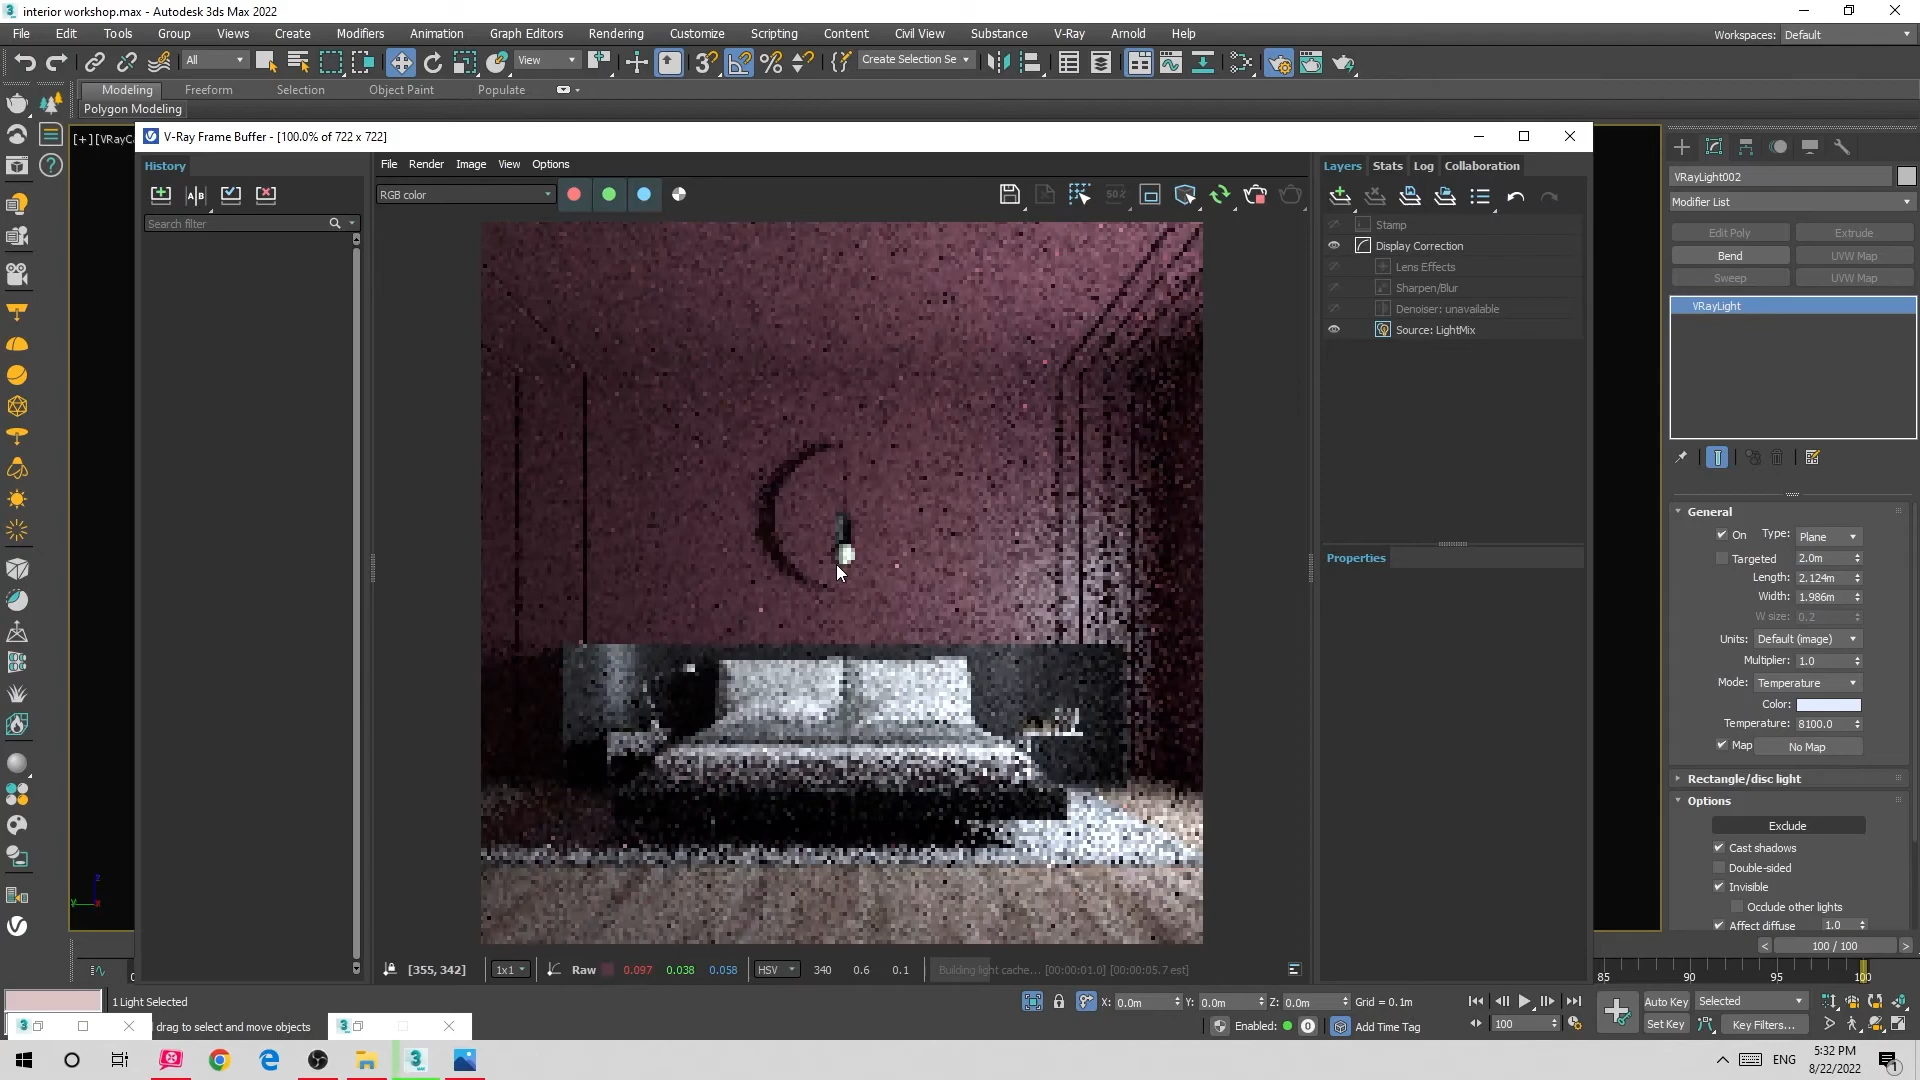 interior workshop.max - Autodesk 3ds Max 2022
File Edit Tools Group Views Create Modifiers Animation Graph Editors Rendering Customize Scripting Content Civil View Substance V-Ray Arnold Help
Workspaces: Default
All
View
Create Selection Se
Modeling Freeform Selection Object Paint Populate
Polygon Modeling
[+][VRayCa
V-Ray Frame Buffer - [100.0% of 722 x 722]
History
File Render Image View Options
Layers Stats Log Collaboration
A|B
RGB color
50%
Search filter
Stamp
Display Correction
Lens Effects
Sharpen/Blur
Denoiser: unavailable
Source: LightMix
Properties
VRayLight002
Modifier List
Edit Poly Extrude
Bend UVW Map
Sweep UVW Map
VRayLight
General
On Type: Plane
Targeted 2.0m
Length: 2.124m
Width: 1.986m
W size: 0.2
Units: Default (image)
Multiplier: 1.0
Mode: Temperature
Color:
Temperature: 8100.0
Map No Map
Rectangle/disc light
Options
Exclude
Cast shadows
Double-sided
Invisible
Occlude other lights
Affect diffuse 1.0
100 / 100
z
Y x
[355, 342] 1x1 Raw 0.097 0.038 0.058 HSV 340 0.6 0.1 Building light cache... [00:00:01.0] [00:00:05.7 est]
85 90 95 100
1 Light Selected
X: 0.0m Y: 0.0m Z: 0.0m Grid = 0.1m
Auto Key Selected
drag to select and move objects
Enabled: 0 Add Time Tag
100
Set Key Key Filters...
ENG
5:32 PM
8/22/2022
1